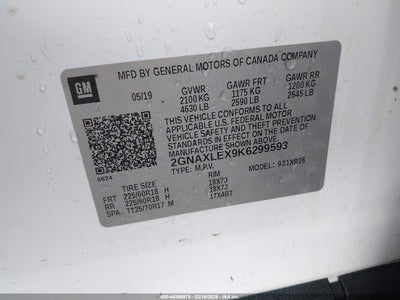 GM
MFD BY GENERAL MOTORS OF CANADA COMPANY
05/19
GVWR GAWR FRT GAWR RR
2100 KG 1175 KG 1200 KG
4630 LB 2590 LB 2645 LB
THIS VEHICLE CONFORMS TO ALL APPLICABLE
U.S. FEDERAL MOTOR VEHICLE SAFETY, BUMPER, AND
THEFT PREVENTION STANDARDS IN EFFECT ON THE DATE OF
MANUFACTURE SHOWN ABOVE.
2GNAXLEX9K6299593
TYPE: M.P.V. MODEL: 931XR26
TIRE SIZE RIM
FRT 225/60R18 H 18X7J
RR 225/60R18 H 18X7J
SPA T125/70R17 M 17X4BT